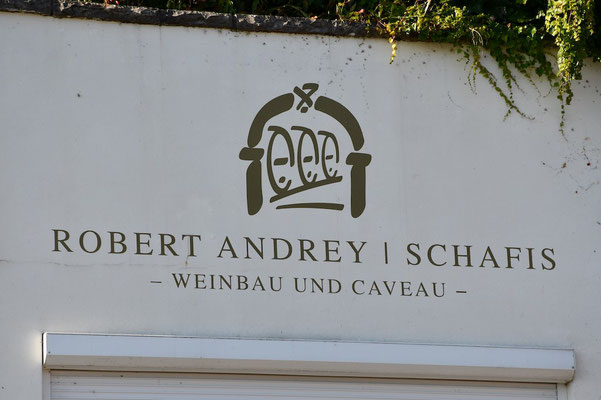 ROBERT ANDREY | SCHAFIS
– WEINBAU UND CAVEAU –